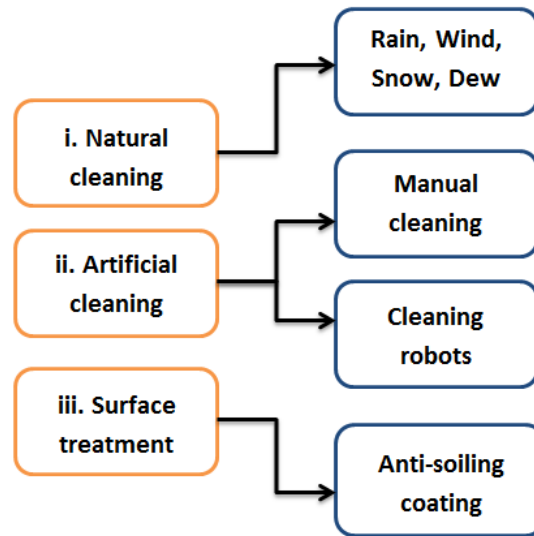 i. Natural
cleaning
Rain, Wind,
Snow, Dew
ii. Artificial
cleaning
Manual
cleaning
Cleaning
robots
iii. Surface
treatment
Anti-soiling
coating